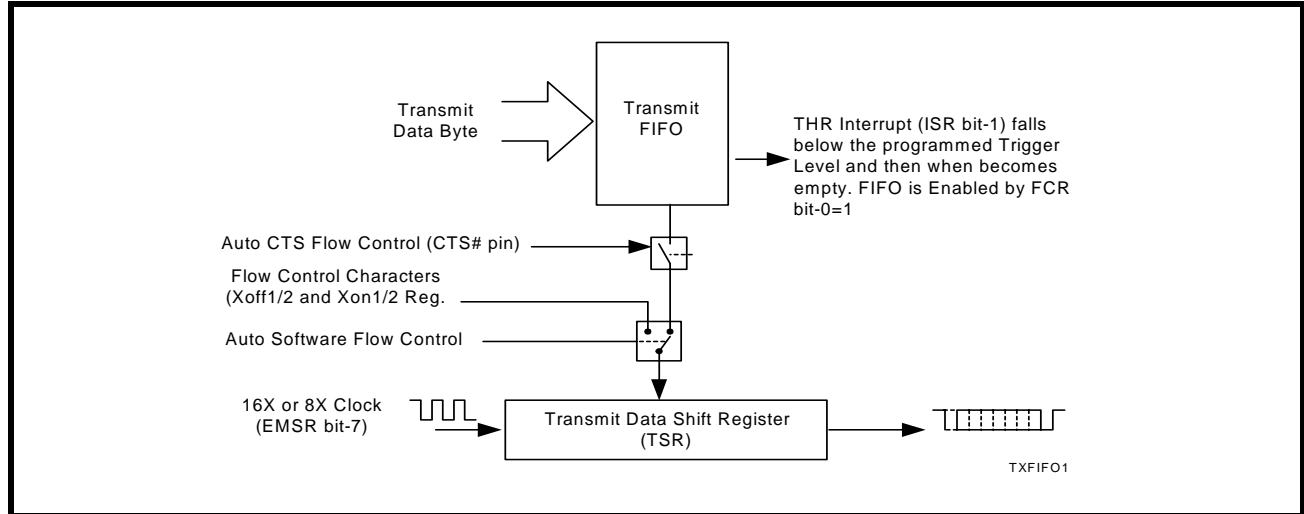 Transmit
Data Byte
Transmit
FIFO
THR Interrupt (ISR bit-1) falls
below the programmed Trigger
Level and then when becomes
empty. FIFO is Enabled by FCR
bit-0=1
Auto CTS Flow Control (CTS# pin)
Flow Control Characters
(Xoff1/2 and Xon1/2 Reg.
Auto Software Flow Control
16X or 8X Clock
(EMSR bit-7)
Transmit Data Shift Register
(TSR)
TXFIFO1